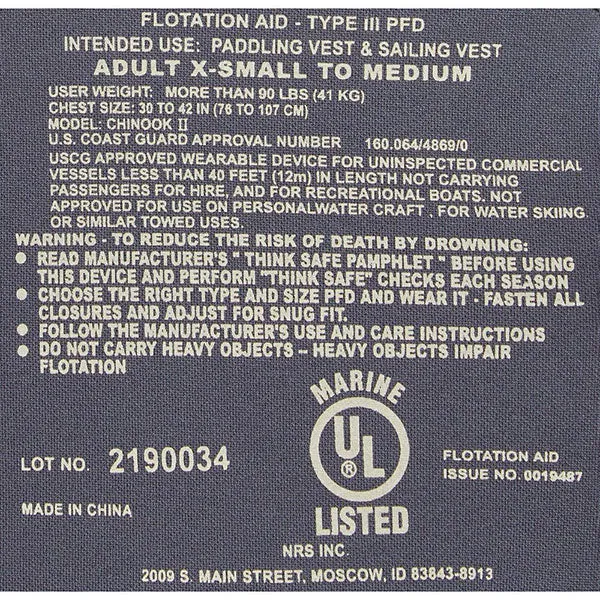 FLOTATION AID - TYPE III PFD
INTENDED USE: PADDLING VEST & SAILING VEST
ADULT X-SMALL TO MEDIUM
USER WEIGHT: MORE THAN 90 LBS (41 KG)
CHEST SIZE: 30 TO 42 IN (76 TO 107 CM)
MODEL: CHINOOK II
U.S. COAST GUARD APPROVAL NUMBER 160.064/4869/0
USCG APPROVED WEARABLE DEVICE FOR UNINSPECTED COMMERCIAL
VESSELS LESS THAN 40 FEET (12m) IN LENGTH NOT CARRYING
PASSENGERS FOR HIRE, AND FOR RECREATIONAL BOATS. NOT
APPROVED FOR USE ON PERSONALWATER CRAFT . FOR WATER SKIING
OR SIMILAR TOWED USES.
WARNING - TO REDUCE THE RISK OF DEATH BY DROWNING:
● READ MANUFACTURER'S " THINK SAFE PAMPHLET " BEFORE USING
THIS DEVICE AND PERFORM "THINK SAFE" CHECKS EACH SEASON
● CHOOSE THE RIGHT TYPE AND SIZE PFD AND WEAR IT - FASTEN ALL
CLOSURES AND ADJUST FOR SNUG FIT.
● FOLLOW THE MANUFACTURER'S USE AND CARE INSTRUCTIONS
● DO NOT CARRY HEAVY OBJECTS – HEAVY OBJECTS IMPAIR
FLOTATION
MARINE
UL®
LISTED
LOT NO. 2190034
FLOTATION AID
ISSUE NO. 0019487
MADE IN CHINA
NRS INC.
2009 S. MAIN STREET, MOSCOW, ID 83843-8913